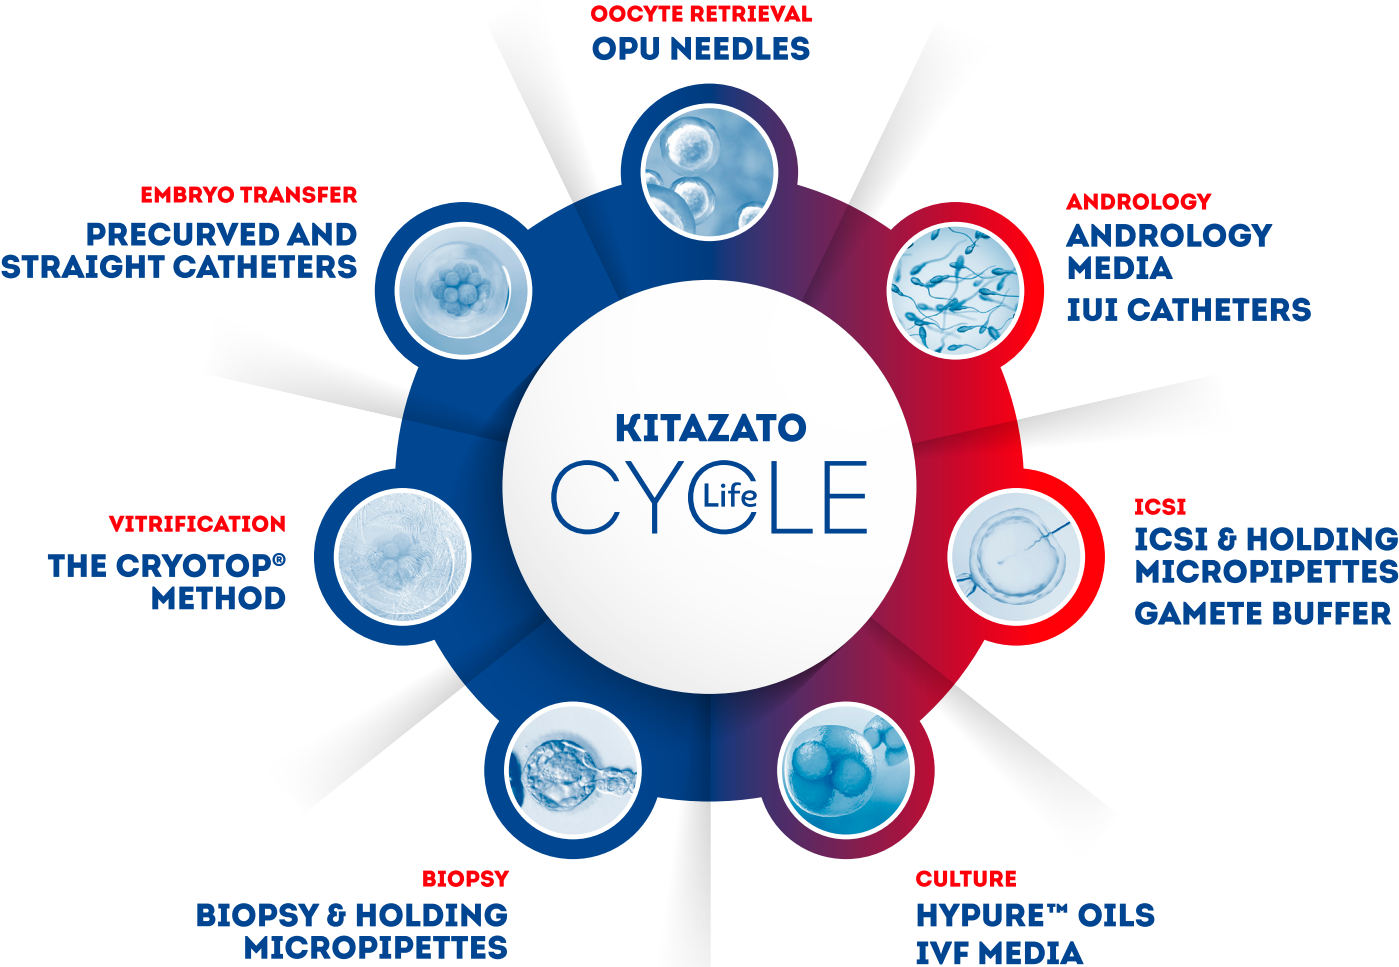 OOCYTE RETRIEVAL
OPU NEEDLES
ANDROLOGY
ANDROLOGY
MEDIA
IUI CATHETERS
ICSI
ICSI & HOLDING
MICROPIPETTES
GAMETE BUFFER
CULTURE
HYPURE™ OILS
IVF MEDIA
BIOPSY
BIOPSY & HOLDING
MICROPIPETTES
VITRIFICATION
THE CRYOTOP®
METHOD
EMBRYO TRANSFER
PRECURVED AND
STRAIGHT CATHETERS
KITAZATO
CYCLE
Life